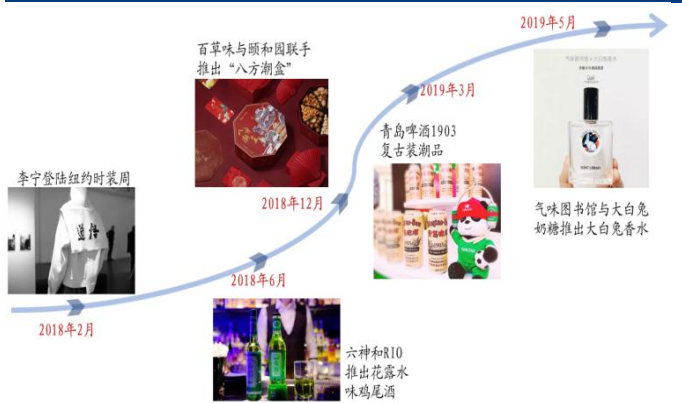 2019年5月
百草味与颐和园联手
推出“八方潮盒”
2019年3月
青岛啤酒1903
复古装潮品
李宁登陆纽约时装周
2018年12月
气味图书馆与大白兔
奶糖推出大白兔香水
2018年6月
2018年2月
六神和RIO
推出花露水
味鸡尾酒